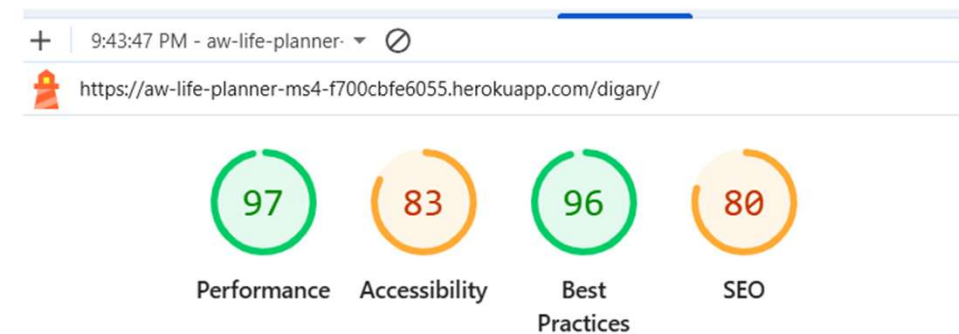 9:43:47 PM - aw-life-planner-
https://aw-life-planner-ms4-f700cbfe6055.herokuapp.com/digary/
97
83
96
80
Performance
Accessibility
Best
Practices
SEO